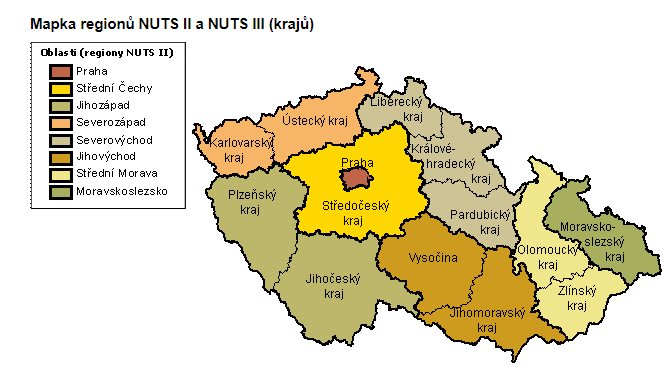 Mapka regionů NUTS II a NUTS III (krajů)
Oblasti (regiony NUTS II)
Praha
Střední Čechy
Jihozápad
Severozápad
Severovýchod
Jihovýchod
Střední Morava
Moravskoslezsko
Liberecký
kraj
Ústecký kraj
Karlovarský
kraj
Králové-
hradecký
kraj
Praha
Plzeňský
kraj
Středočeský
kraj
Pardubický
kraj
Moravsko-
slezský
kraj
Olomoucký
kraj
Vysočina
Jihočeský
kraj
Zlínský
kraj
Jihomoravský
kraj